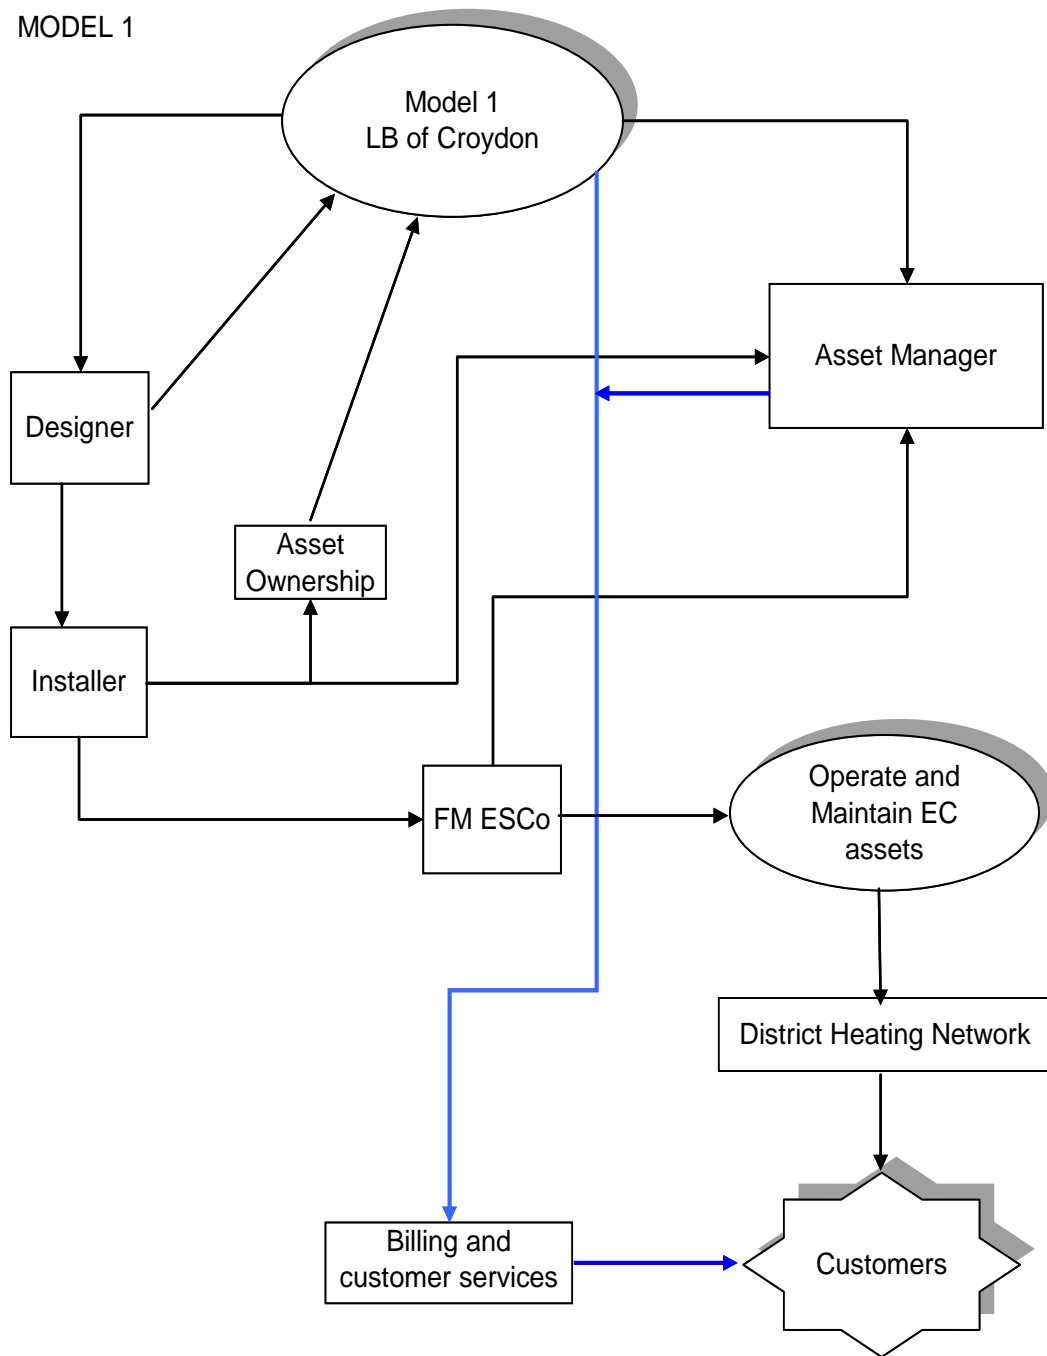 MODEL 1
Model 1
LB of Croydon
Asset Manager
Designer
Asset
Ownership
Installer
FM ESCo
Operate and
Maintain EC
assets
District Heating Network
Billing and
customer services
Customers